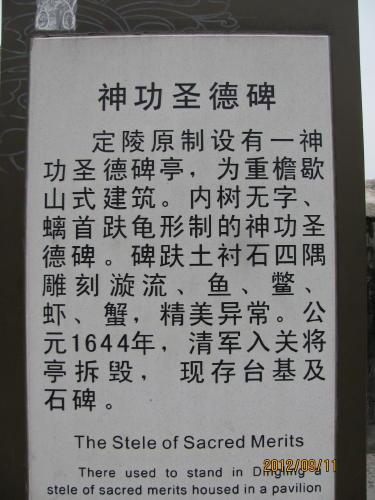 神功圣德碑
定陵原制设有一神
功圣德碑亭，为重檐歇
山式建筑。内树无字、
螭首趺龟形制的神功圣
德碑。碑趺土衬石四隅
雕刻漩流、鱼、鳖、
虾、蟹，精美异常。公
元1644年，清军入关将
亭拆毁，现存台基及
石碑。
The Stele of Sacred Merits
There used to stand in Dingling a
stele of sacred merits housed in a pavilion
2012/09/11